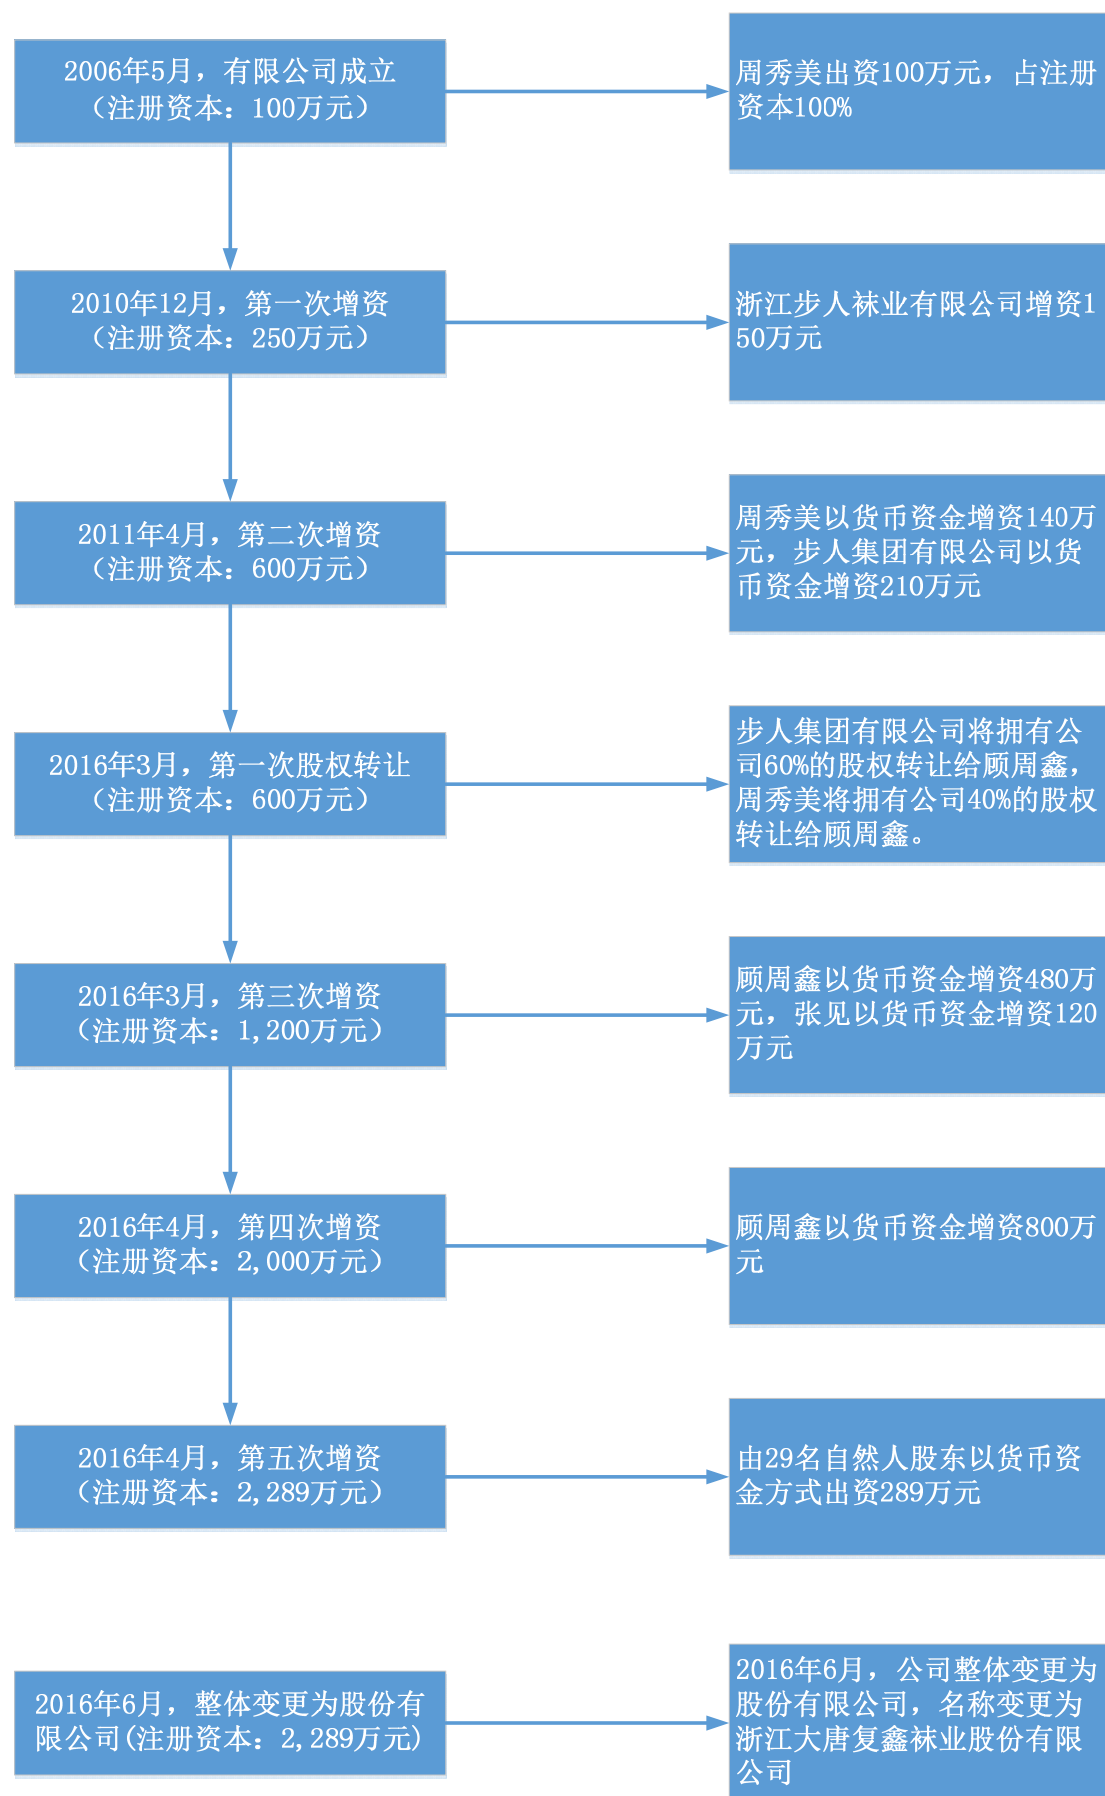 2006年5月，有限公司成立
（注册资本：100万元）
周秀美出资100万元，占注册
资本100%
2010年12月，第一次增资
（注册资本：250万元）
浙江步人袜业有限公司增资1
50万元
2011年4月，第二次增资
（注册资本：600万元）
周秀美以货币资金增资140万
元，步人集团有限公司以货
币资金增资210万元
2016年3月，第一次股权转让
（注册资本：600万元）
步人集团有限公司将拥有公
司60%的股权转让给顾周鑫，
周秀美将拥有公司40%的股权
转让给顾周鑫。
2016年3月，第三次增资
（注册资本：1,200万元）
顾周鑫以货币资金增资480万
元，张见以货币资金增资120
万元
2016年4月，第四次增资
（注册资本：2,000万元）
顾周鑫以货币资金增资800万
元
2016年4月，第五次增资
（注册资本：2,289万元）
由29名自然人股东以货币资
金方式出资289万元
2016年6月，整体变更为股份有
限公司(注册资本：2,289万元)
2016年6月，公司整体变更为
股份有限公司，名称变更为
浙江大唐复鑫袜业股份有限
公司